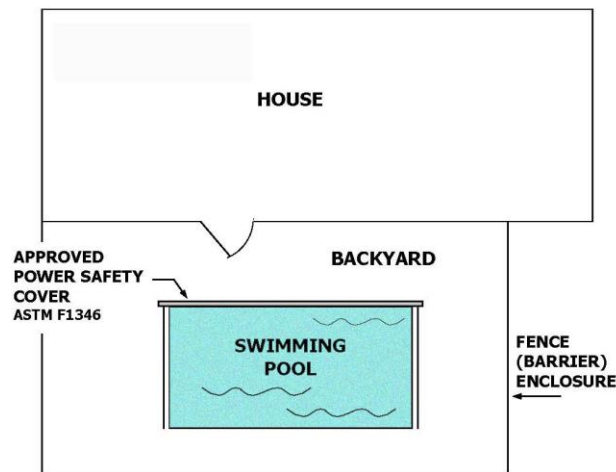 HOUSE
BACKYARD
APPROVED
POWER SAFETY
COVER
ASTM F1346
SWIMMING
POOL
FENCE
(BARRIER)
ENCLOSURE